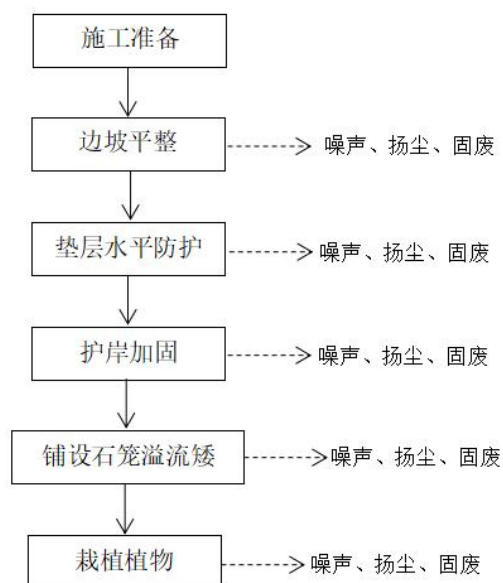 施工准备
边坡平整
噪声、扬尘、固废
垫层水平防护
噪声、扬尘、固废
护岸加固
噪声、扬尘、固废
铺设石笼溢流矮
噪声、扬尘、固废
栽植植物
噪声、扬尘、固废